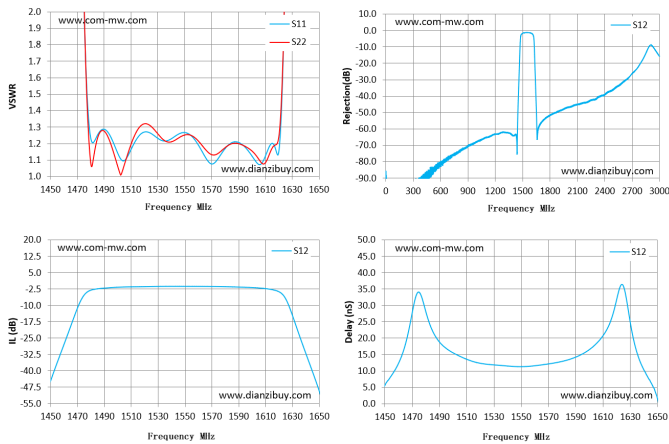 2.0
1.9
1.8
1.7
1.6
1.5
1.4
1.3
1.2
1.1
1.0
VSWR
www.com-mw.com
S11
S22
www.dianzibuy.com
1450 1470 1490 1510 1530 1550 1570 1590 1610 1630 1650
Frequency MHz
10.0
0.0
-10.0
-20.0
-30.0
-40.0
-50.0
-60.0
-70.0
-80.0
-90.0
Rejection(dB)
www.com-mw.com
S12
www.dianzibuy.com
0 300 600 900 1200 1500 1800 2100 2400 2700 3000
Frequency MHz
20.0
12.5
5.0
-2.5
-10.0
-17.5
-25.0
-32.5
-40.0
-47.5
-55.0
IL (dB)
www.com-mw.com
S12
www.dianzibuy.com
1450 1470 1490 1510 1530 1550 1570 1590 1610 1630 1650
Frequency MHz
50.0
45.0
40.0
35.0
30.0
25.0
20.0
15.0
10.0
5.0
0.0
Delay (nS)
www.com-mw.com
S12
www.dianzibuy.com
1450 1470 1490 1510 1530 1550 1570 1590 1610 1630 1650
Frequency MHz